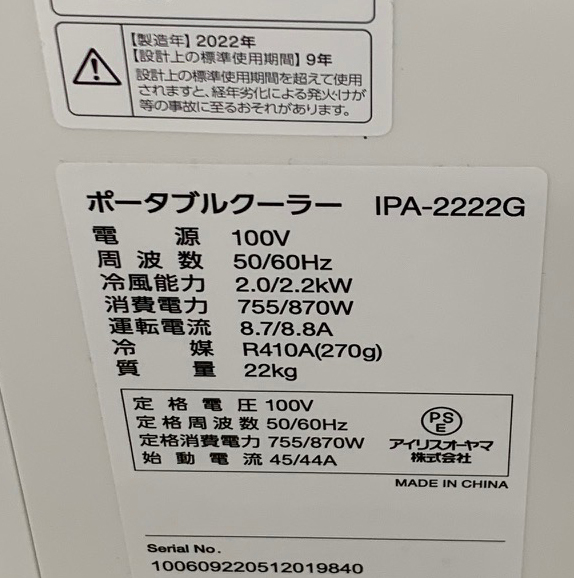 【製造年】2022年
【設計上の標準使用期間】9年
設計上の標準使用期間を超えて使用
されますと、経年劣化による発火・けが
等の事故に至るおそれがあります。
ポータブルクーラー IPA-2222G
電源 100V
周波数 50/60Hz
冷風能力 2.0/2.2kW
消費電力 755/870W
運転電流 8.7/8.8A
冷媒 R410A(270g)
質量 22kg
定格電圧 100V
定格周波数 50/60Hz
定格消費電力 755/870W
始動電流 45/44A
PS
E
アイリスオーヤマ
株式会社
MADE IN CHINA
Serial No.
100609220512019840